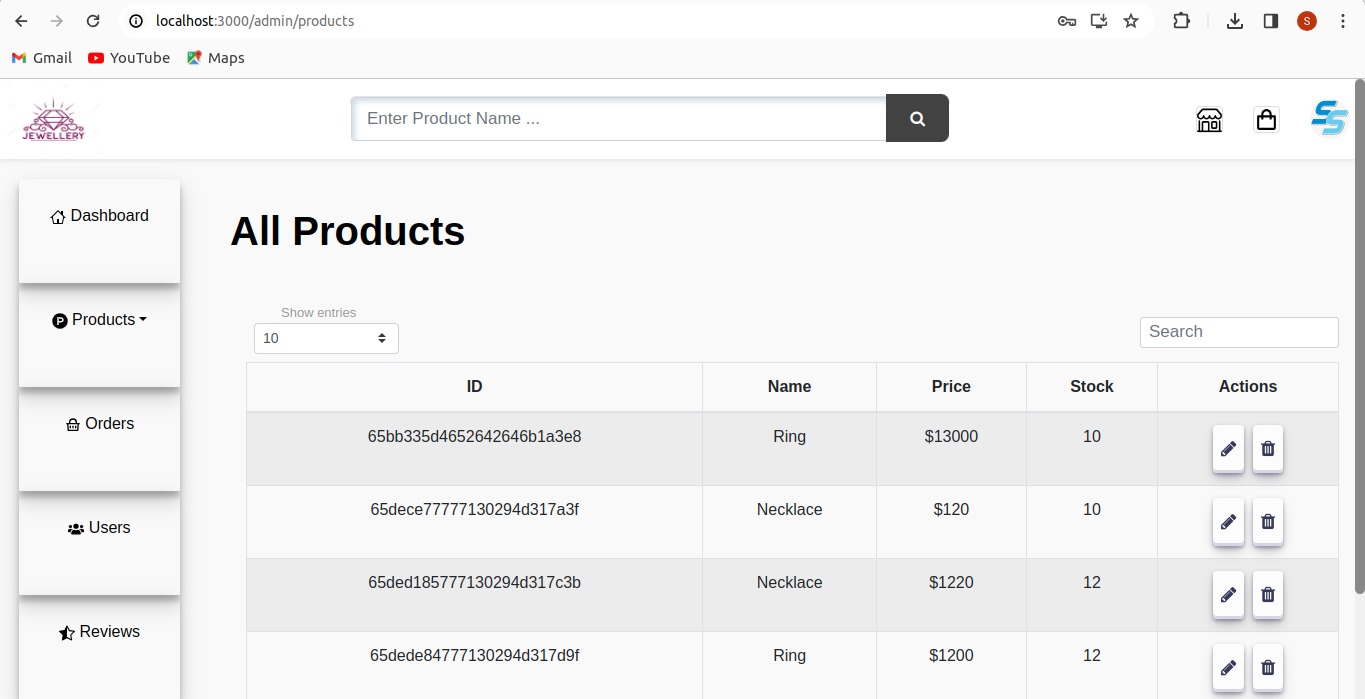 localhost:3000/admin/products
S
Gmail YouTube Maps
JEWELLERY
Enter Product Name ...
SS
Dashboard
Products
Orders
Users
Reviews
All Products
Show entries
10
Search
ID Name Price Stock Actions
65bb335d4652642646b1a3e8 Ring $13000 10
65dece77777130294d317a3f Necklace $120 10
65ded185777130294d317c3b Necklace $1220 12
65dede84777130294d317d9f Ring $1200 12